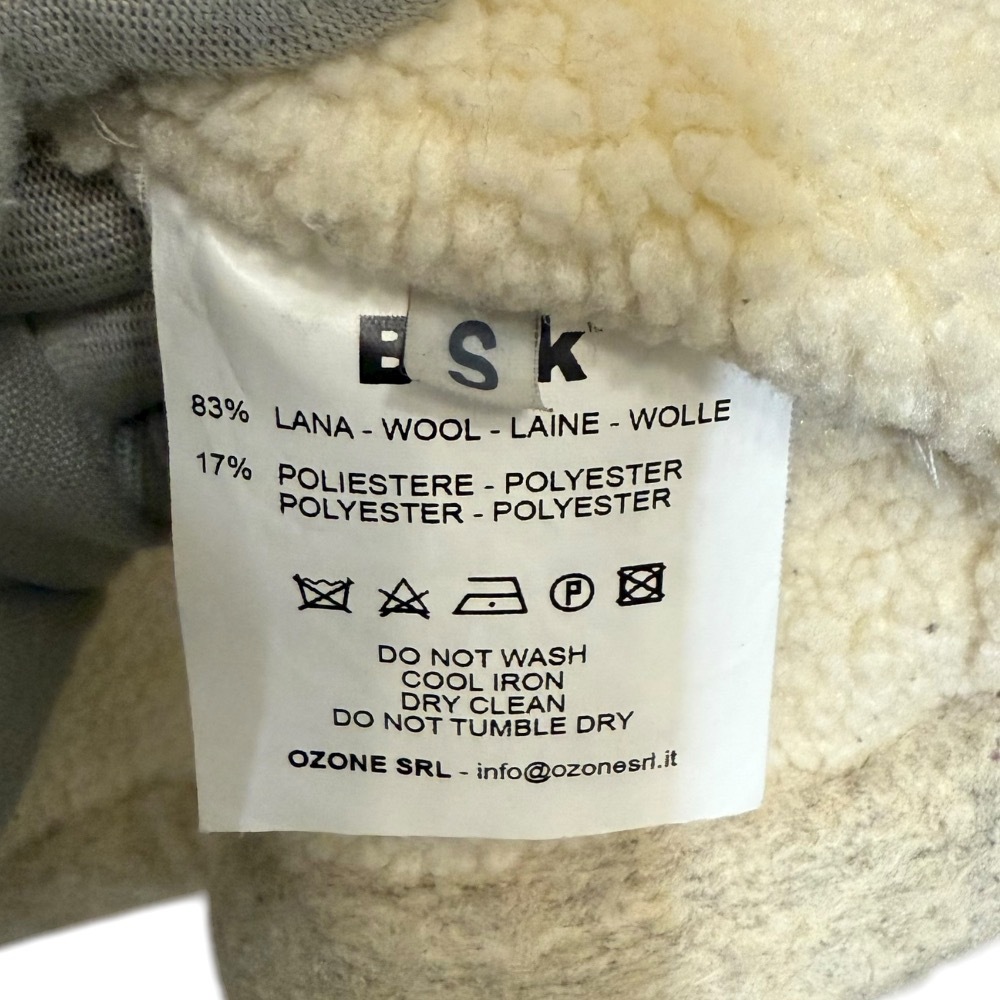 S
83% LANA - WOOL - LAINE - WOLLE
17% POLIESTERE - POLYESTER
POLYESTER - POLYESTER
P
DO NOT WASH
COOL IRON
DRY CLEAN
DO NOT TUMBLE DRY
OZONE SRL - info@ozonesrl.it